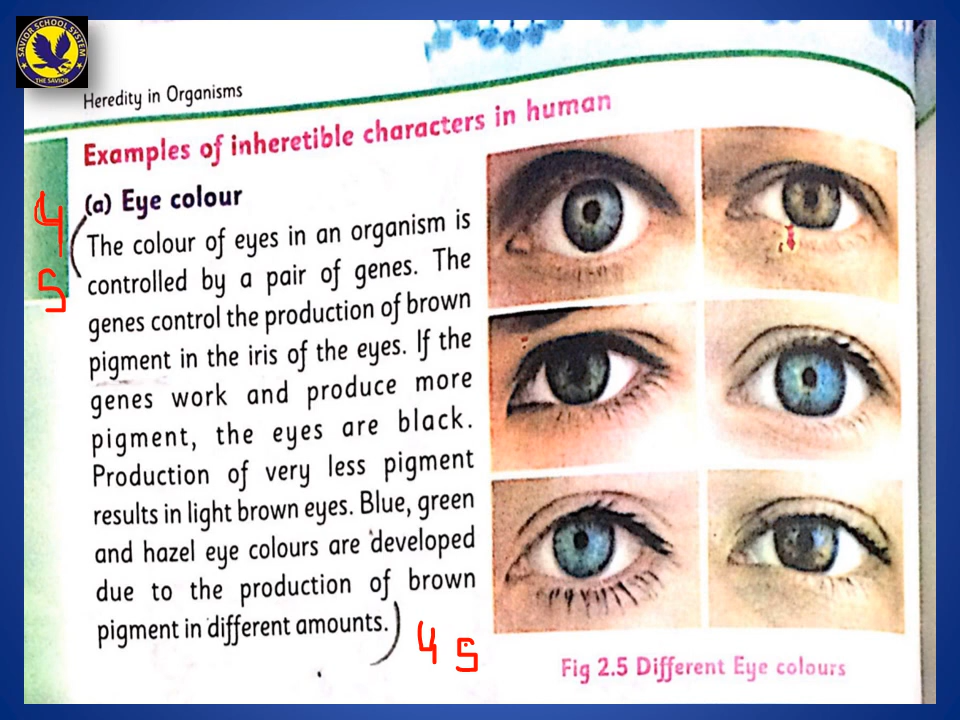 SAVIOR SCHOOL SYSTEM
THE SAVIOR
Heredity in Organisms
Examples of inheretible characters in human
(a) Eye colour
The colour of eyes in an organism is
controlled by a pair of genes. The
genes control the production of brown
pigment in the iris of the eyes. If the
genes work and produce more
pigment, the eyes are black.
Production of very less pigment
results in light brown eyes. Blue, green
and hazel eye colours are developed
due to the production of brown
pigment in different amounts.
4
5
4 5
Fig 2.5 Different Eye colours